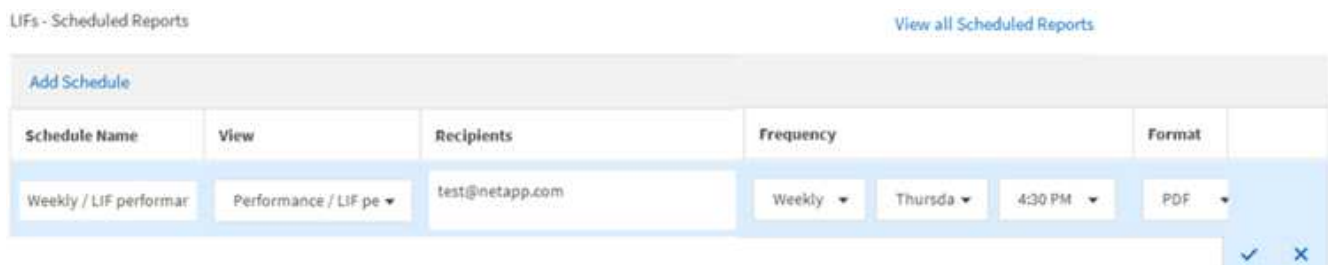 LIFs - Scheduled Reports View all Scheduled Reports
Add Schedule
Schedule Name View Recipients Frequency Format
Weekly / LIF performar Performance / LIF pe test@netapp.com Weekly Thursda 4:30 PM PDF